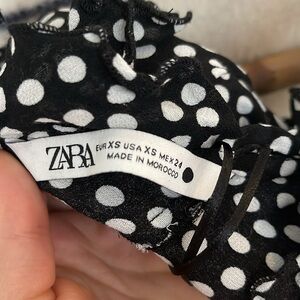 ZARA
EUR XS USA XS MEX 24
MADE IN MOROCCO